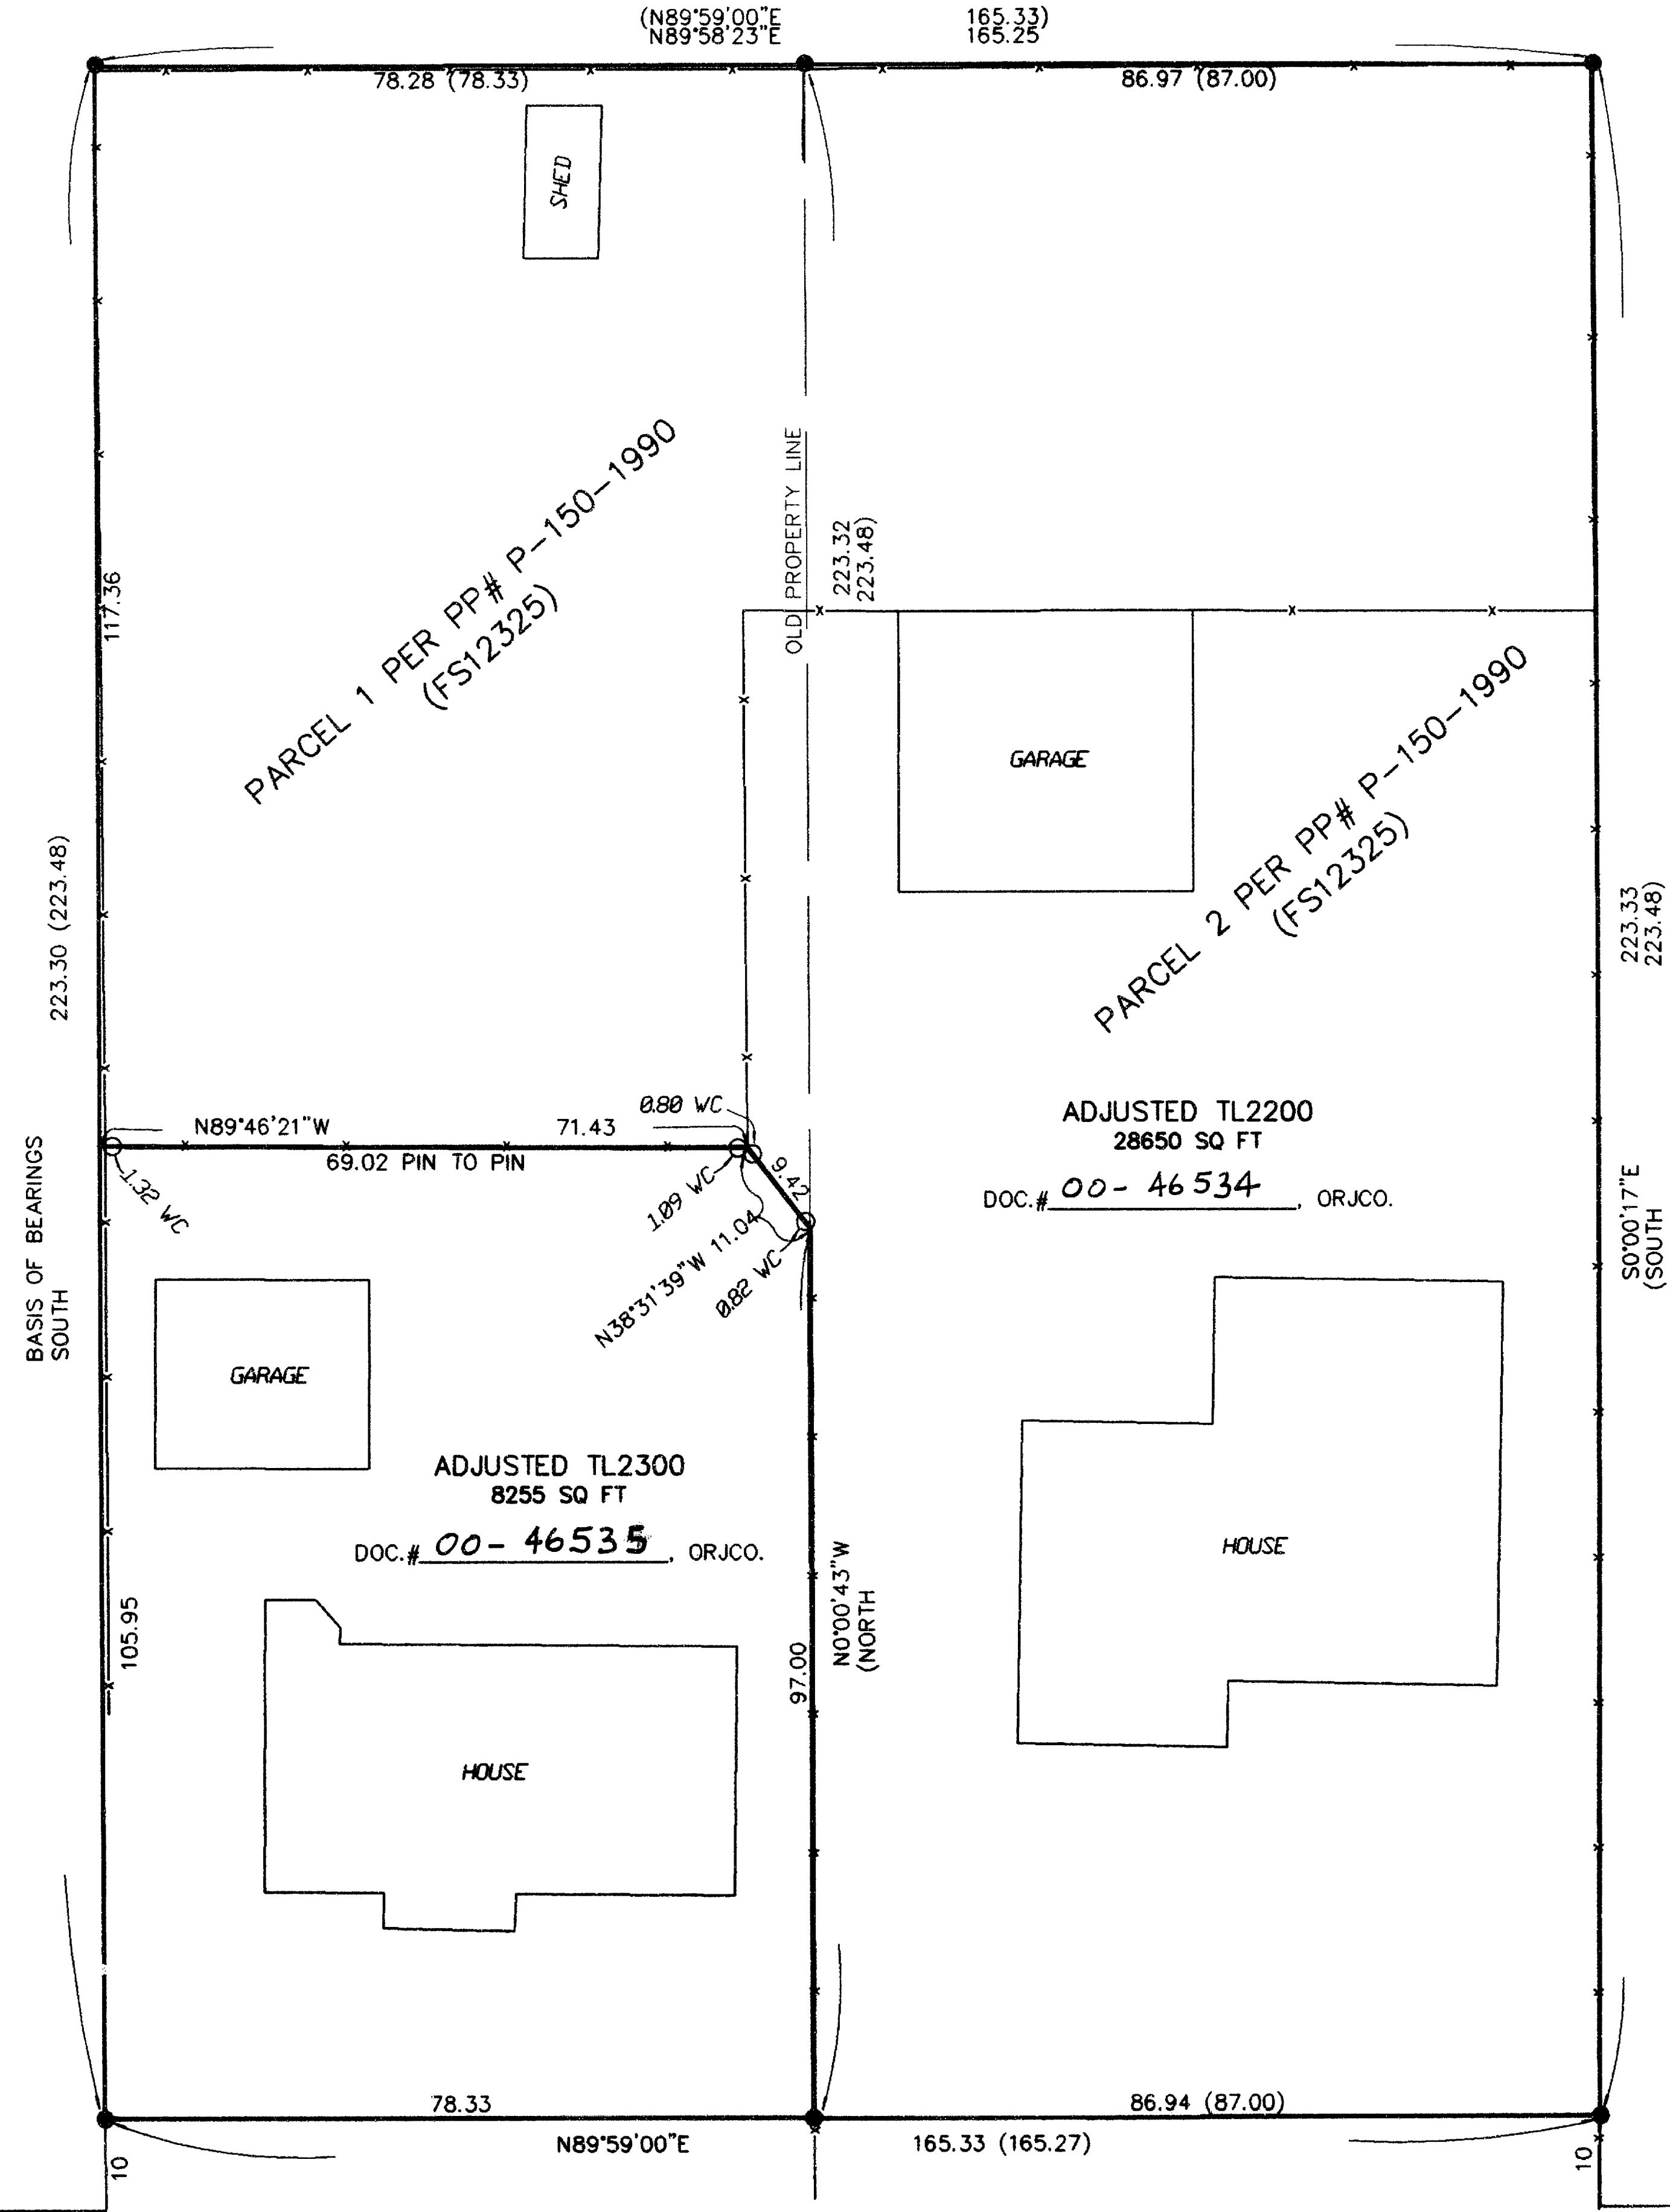 (N89°59'00"E 165.33)
N89°58'23"E 165.25
78.28 (78.33)
86.97 (87.00)
SHED
OLD PROPERTY LINE
223.32
223.48)
117.36
PARCEL 1 PER PP# P-150-1990
(FS12325)
GARAGE
PARCEL 2 PER PP# P-150-1990
(FS12325)
223.30 (223.48)
223.33
223.48)
BASIS OF BEARINGS
SOUTH
N89°46'21"W 71.43
69.02 PIN TO PIN
1.32 WC
0.80 WC
1.09 WC
9.42
N38°31'39"W 11.04
0.82 WC
ADJUSTED TL2200
28650 SQ FT
DOC.# 00-46534, ORJCO.
S0°00'17"E
(SOUTH
GARAGE
ADJUSTED TL2300
8255 SQ FT
DOC.# 00-46535, ORJCO.
HOUSE
105.95
97.00
N0°00'43"W
(NORTH
HOUSE
78.33
86.94 (87.00)
N89°59'00"E
165.33 (165.27)
10
10